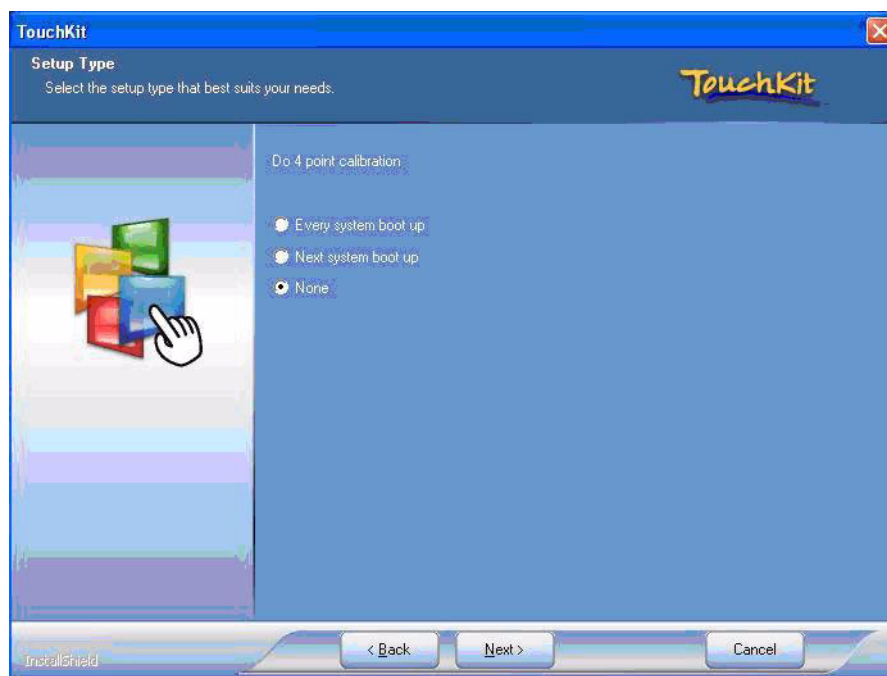 TouchKit
Setup Type
Select the setup type that best suits your needs.
TouchKit
Do 4 point calibration
Every system boot up
Next system boot up
None
InstallShield
< Back
Next >
Cancel